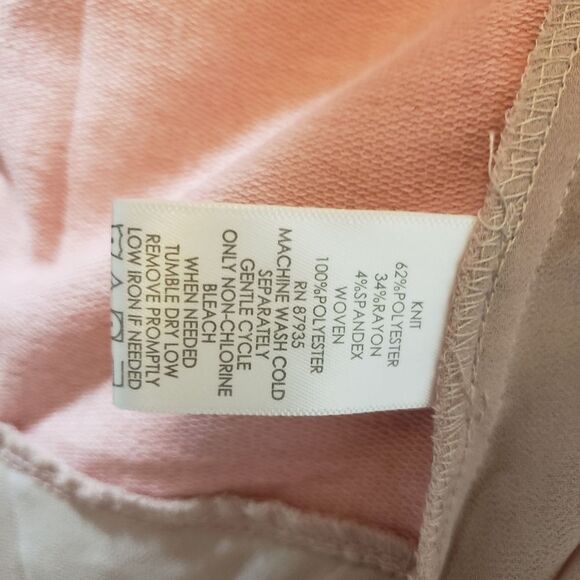 KNIT
62%POLYESTER
34%RAYON
4%SPANDEX
WOVEN
100%POLYESTER
RN 87935
MACHINE WASH COLD
SEPARATELY
GENTLE CYCLE
ONLY NON-CHLORINE
BLEACH
WHEN NEEDED
TUMBLE DRY LOW
REMOVE PROMPTLY
LOW IRON IF NEEDED